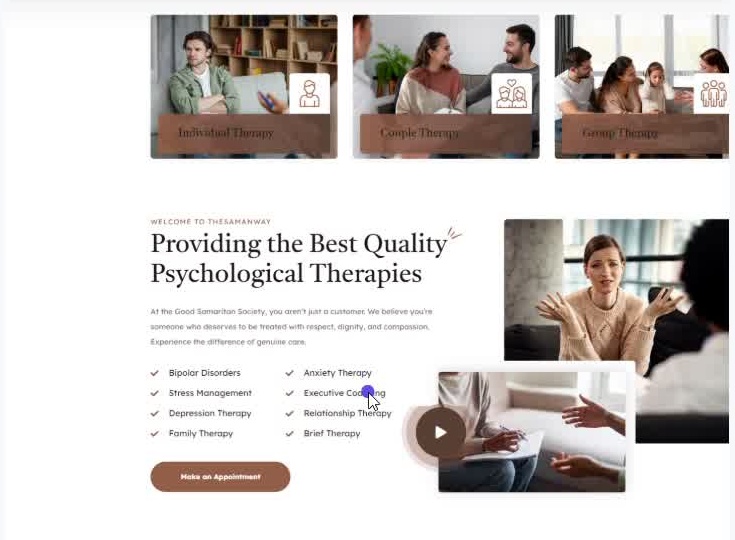 Individual Therapy
Couple Therapy
Group Therapy
WELCOME TO THESAMANWAY
Providing the Best Quality
Psychological Therapies
At the Good Samaritan Society, you aren't just a customer. We believe you're
someone who deserves to be treated with respect, dignity, and compassion.
Experience the difference of genuine care.
Bipolar Disorders
Anxiety Therapy
Stress Management
Executive Coaching
Depression Therapy
Relationship Therapy
Family Therapy
Brief Therapy
Make an Appointment